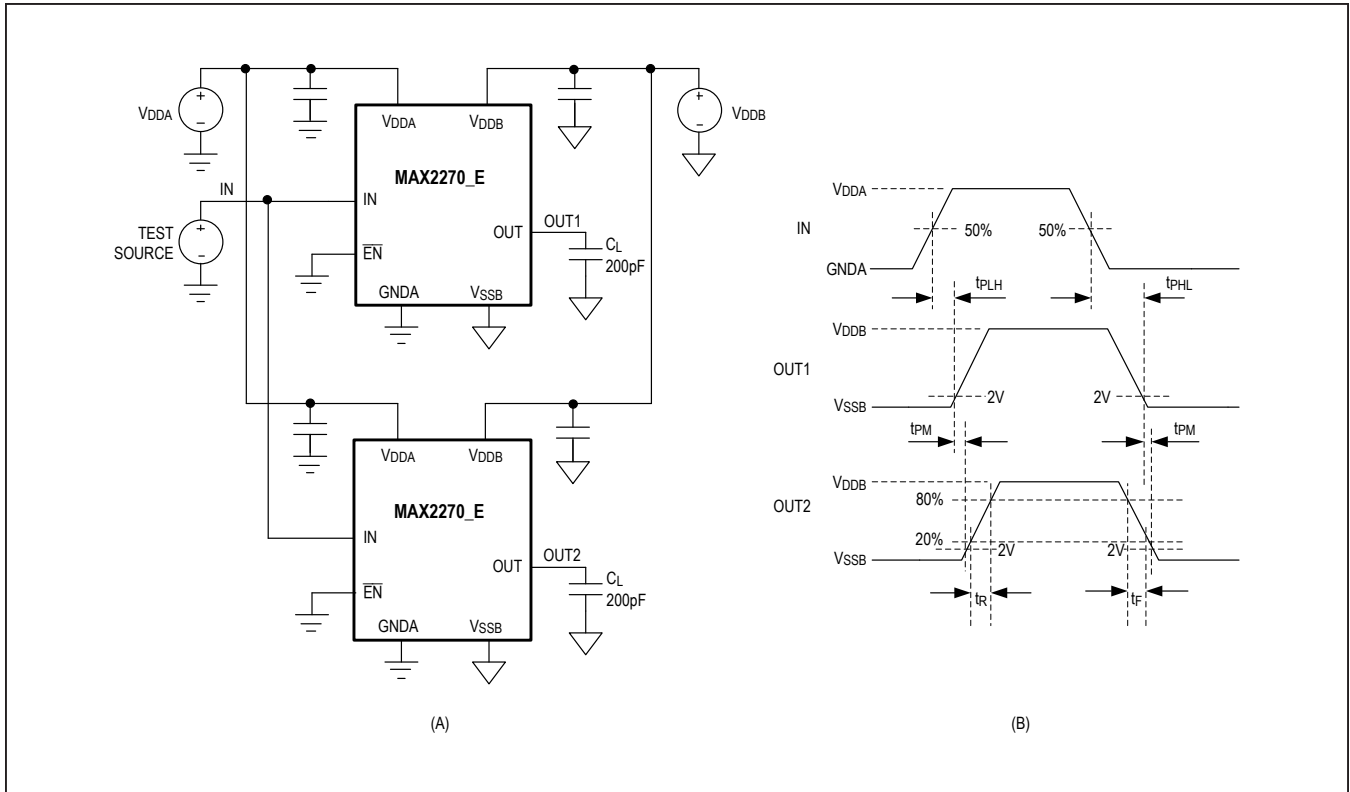 VDDA
VDDB
VDDA
VDDB
MAX2270_E
IN
IN
TEST
SOURCE
EN
OUT
OUT1
CL
200pF
GNDA
VSSB
VDDA
VDDB
MAX2270_E
IN
OUT
OUT2
EN
CL
200pF
GNDA
VSSB
(A)
VDDA
IN
50%
50%
GNDA
tPLH
tPHL
VDDB
OUT1
2V
2V
VSSB
tPM
tPM
VDDB
OUT2
80%
20%
2V
2V
VSSB
tR
tF
(B)